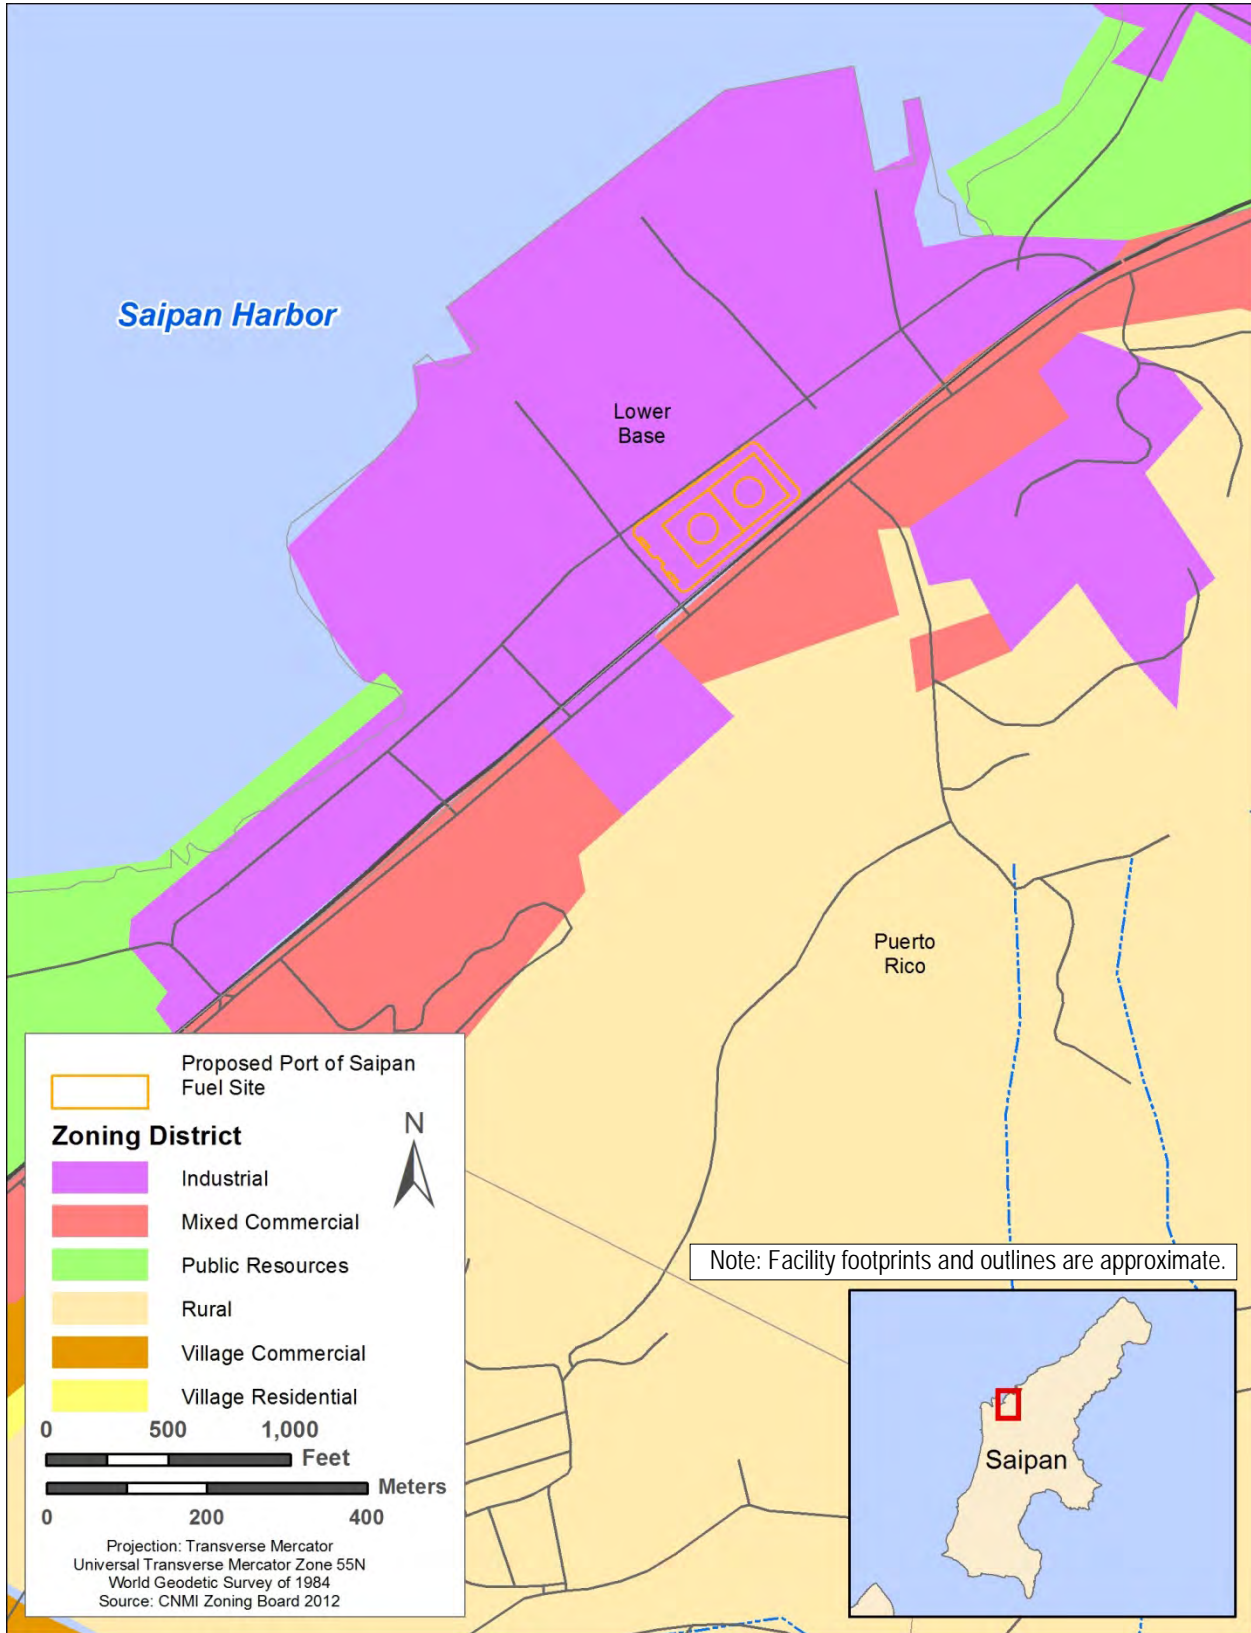 Saipan Harbor
Lower
Base
Puerto
Rico
Proposed Port of Saipan
Fuel Site
N
Zoning District
Industrial
Mixed Commercial
Public Resources
Rural
Village Commercial
Village Residential
0 500 1,000
Feet
Meters
0 200 400
Projection: Transverse Mercator
Universal Transverse Mercator Zone 55N
World Geodetic Survey of 1984
Source: CNMI Zoning Board 2012
Note: Facility footprints and outlines are approximate.
Saipan